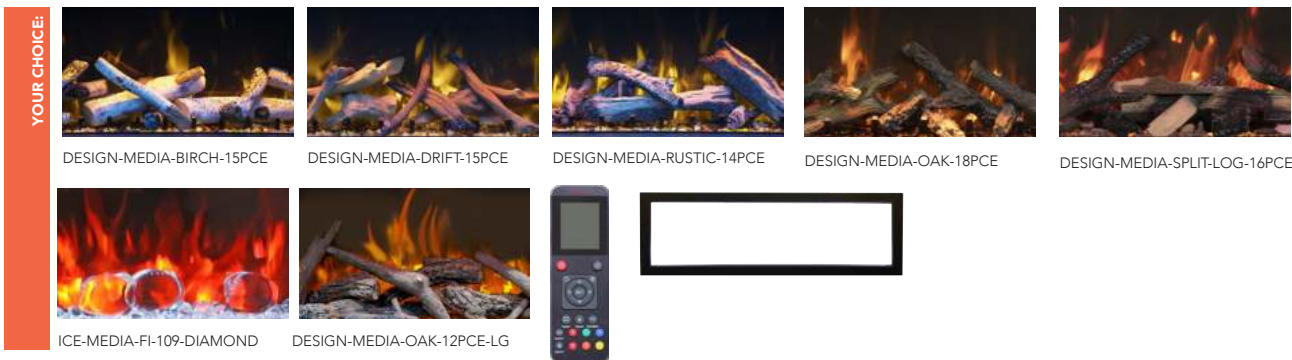 YOUR CHOICE:
DESIGN-MEDIA-BIRCH-15PCE
DESIGN-MEDIA-DRIFT-15PCE
DESIGN-MEDIA-RUSTIC-14PCE
DESIGN-MEDIA-OAK-18PCE
DESIGN-MEDIA-SPLIT-LOG-16PCE
ICE-MEDIA-FI-109-DIAMOND
DESIGN-MEDIA-OAK-12PCE-LG